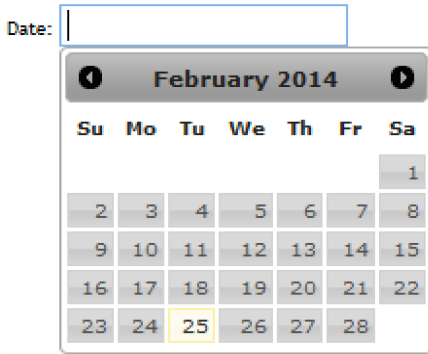 Date:
February 2014
Su Mo Tu We Th Fr Sa
1
2 3 4 5 6 7 8
9 10 11 12 13 14 15
16 17 18 19 20 21 22
23 24 25 26 27 28